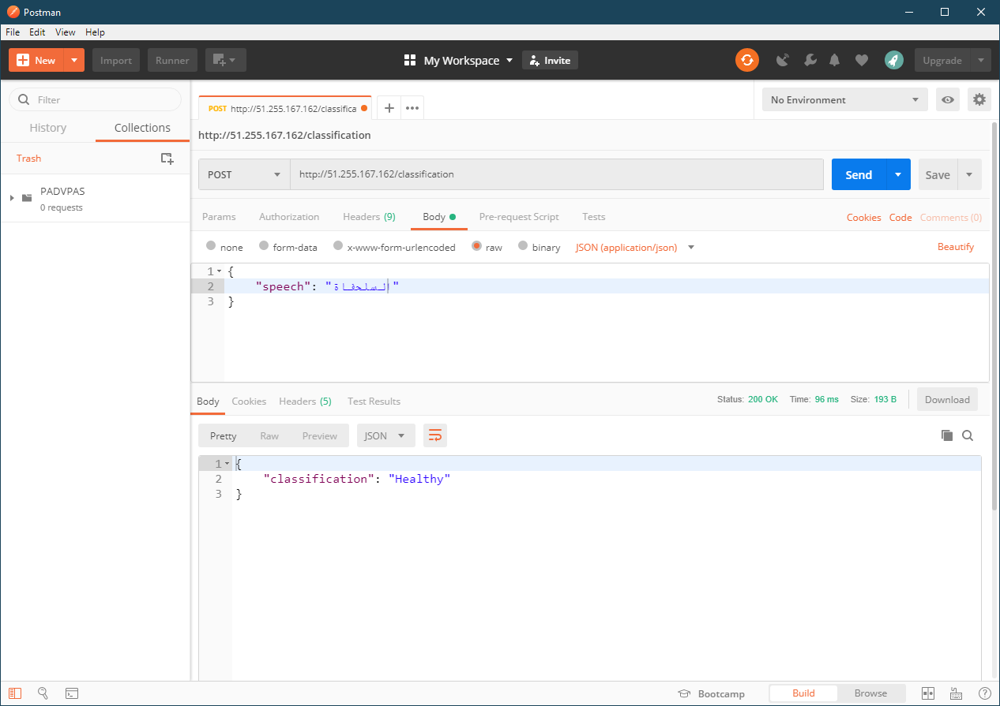 Postman
File Edit View Help
New Import Runner My Workspace Invite Upgrade
Filter
History Collections
Trash
PADVPAS
0 requests
POST http://51.255.167.162/classifica
No Environment
http://51.255.167.162/classification
POST http://51.255.167.162/classification Send Save
Params Authorization Headers (9) Body Pre-request Script Tests Cookies Code Comments (0)
none form-data x-www-form-urlencoded raw binary JSON (application/json) Beautify
1 {
2 "speech": "السلحفاة"
3 }
Body Cookies Headers (5) Test Results Status: 200 OK Time: 96 ms Size: 193 B Download
Pretty Raw Preview JSON
1 {
2 "classification": "Healthy"
3 }
Bootcamp Build Browse